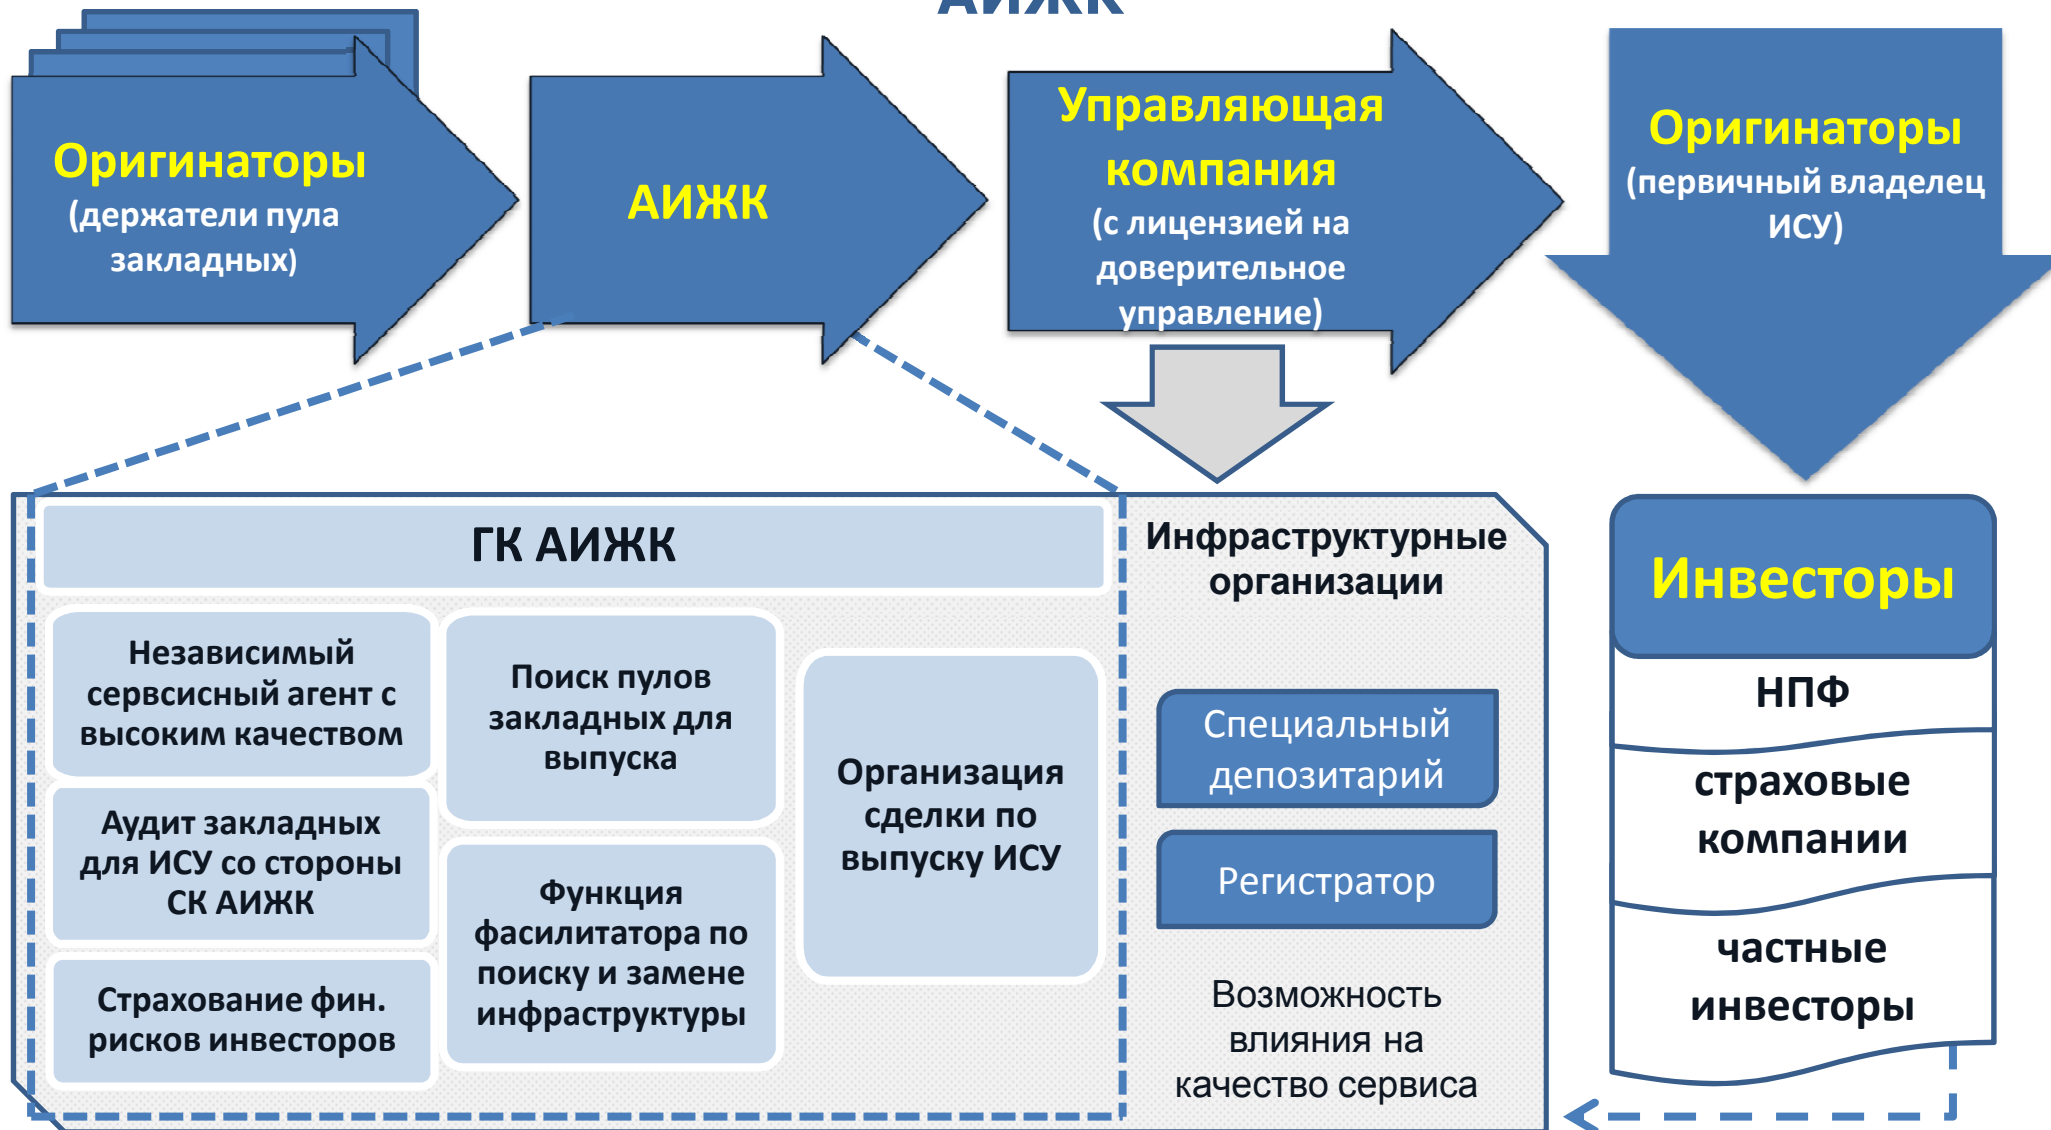 АИЖК
Оригинаторы
(держатели пула
закладных)
АИЖК
Управляющая
компания
(с лицензией на
доверительное
управление)
Оригинаторы
(первичный владелец
ИСУ)
ГК АИЖК
Независимый
сервсисный агент с
высоким качеством
Аудит закладных
для ИСУ со стороны
СК АИЖК
Страхование фин.
рисков инвесторов
Поиск пулов
закладных для
выпуска
Функция
фасилитатора по
поиску и замене
инфраструктуры
Организация
сделки по
выпуску ИСУ
Инфраструктурные
организации
Специальный
депозитарий
Регистратор
Возможность
влияния на
качество сервиса
Инвесторы
НПФ
страховые
компании
частные
инвесторы